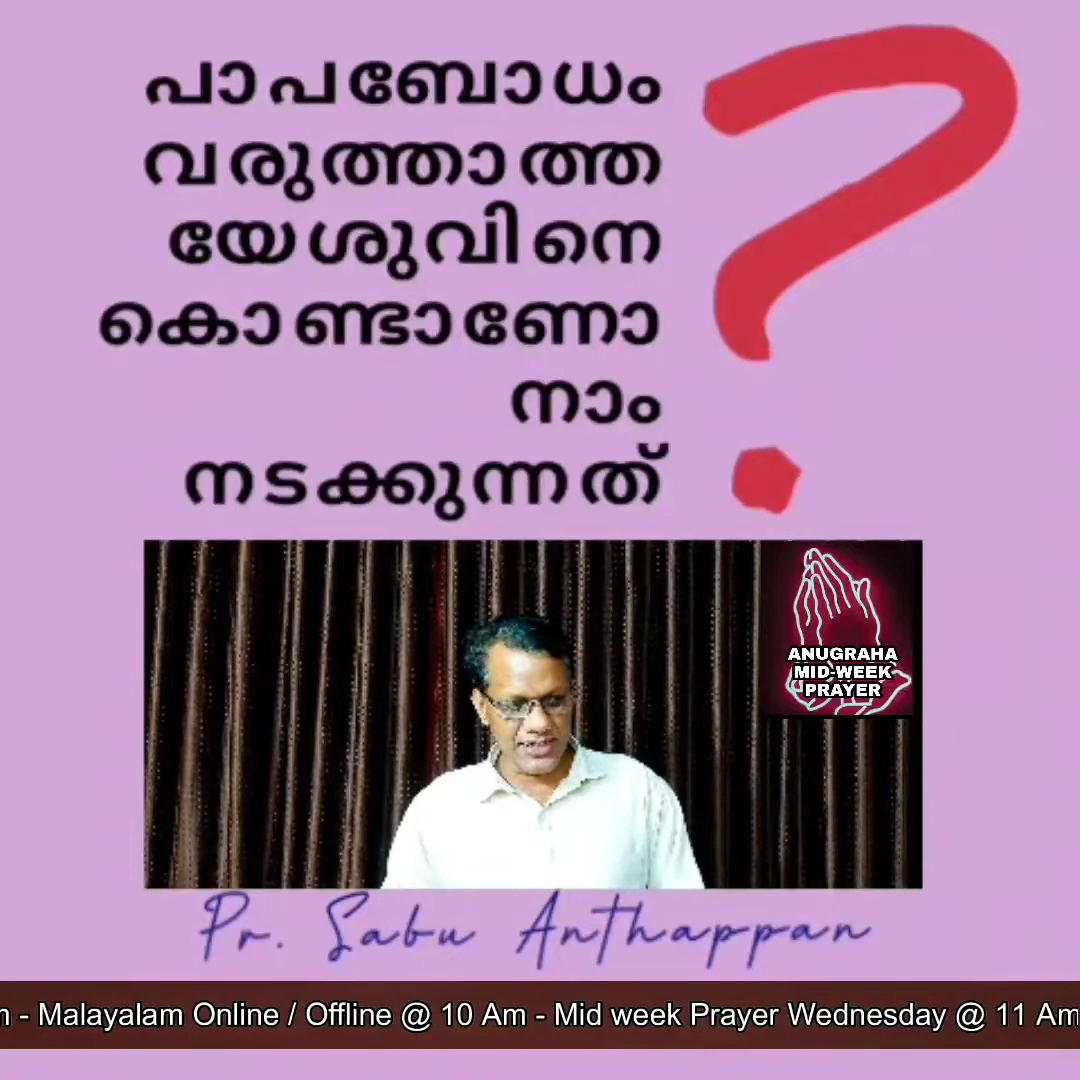 പാപബോധം
വരുത്താത്ത
യേശുവിനെ
കൊണ്ടാണോ
നാം
നടക്കുന്നത്
?
ANUGRAHA
MID-WEEK
PRAYER
Pr. Sabu Anthappan
- Malayalam Online / Offline @ 10 Am - Mid week Prayer Wednesday @ 11 Am